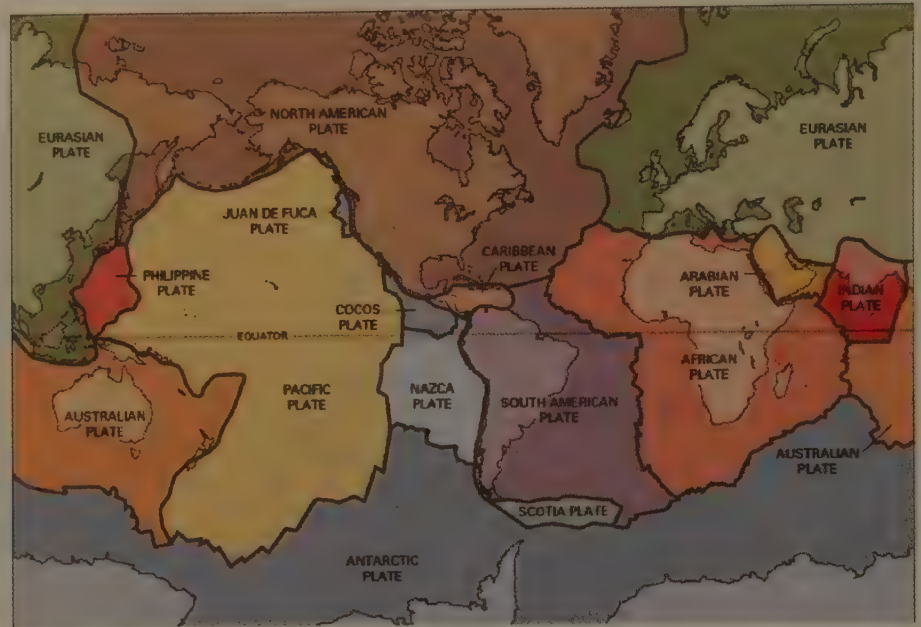 NORTH AMERICAN
PLATE
EURASIAN
PLATE
EURASIAN
PLATE
JUAN DE FUCA
PLATE
CARIBBEAN
PLATE
PHILIPPINE
PLATE
ARABIAN
PLATE
INDIAN
PLATE
COCOS
PLATE
EQUATOR
AFRICAN
PLATE
AUSTRALIAN
PLATE
PACIFIC
PLATE
NAZCA
PLATE
SOUTH AMERICAN
PLATE
AUSTRALIAN
PLATE
SCOTIA PLATE
ANTARCTIC
PLATE